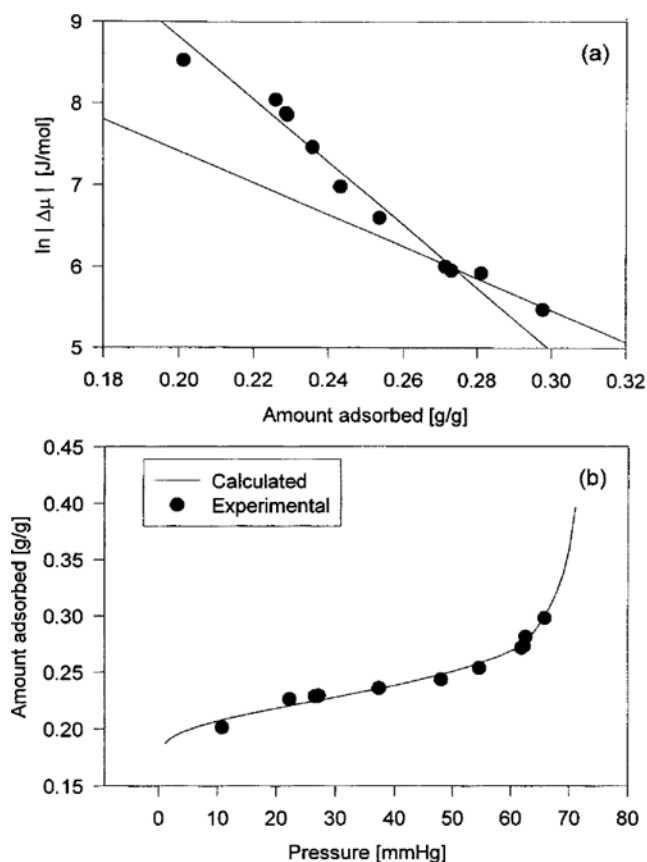 9
(a)
8
7
6
5
ln | Δμ | [J/mol]
0.18 0.20 0.22 0.24 0.26 0.28 0.30 0.32
Amount adsorbed [g/g]
0.45
(b)
Calculated
Experimental
0.40
0.35
0.30
0.25
0.20
0.15
Amount adsorbed [g/g]
0 10 20 30 40 50 60 70 80
Pressure [mmHg]